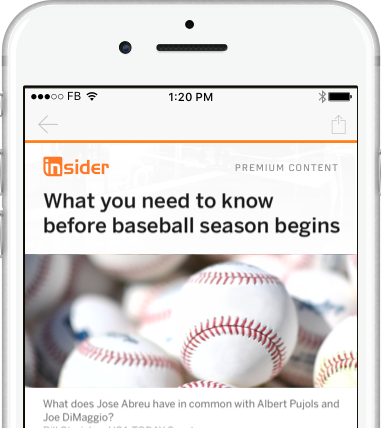 FB 1:20 PM
insider PREMIUM CONTENT
What you need to know
before baseball season begins
What does Jose Abreu have in common with Albert Pujols and
Joe DiMaggio?